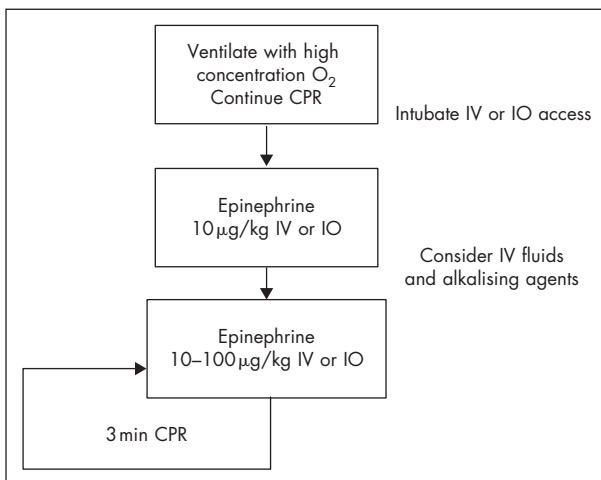 Ventilate with high
concentration O₂
Continue CPR
Intubate IV or IO access
Epinephrine
10 µg/kg IV or IO
Consider IV fluids
and alkalising agents
Epinephrine
10–100 µg/kg IV or IO
3 min CPR